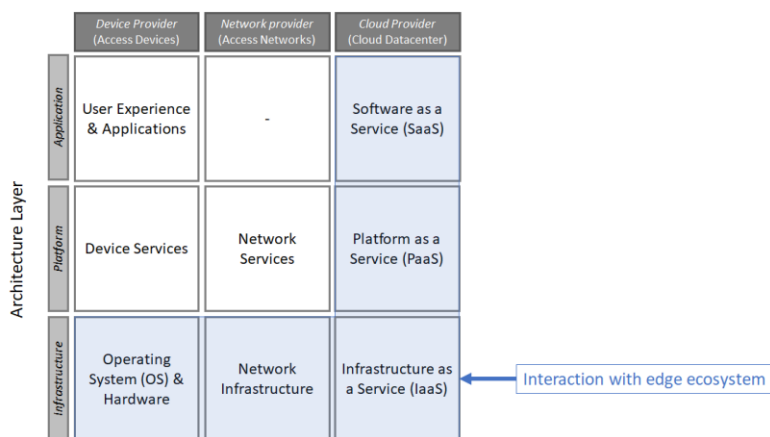 Device Provider
(Access Devices)
Network provider
(Access Networks)
Cloud Provider
(Cloud Datacenter)
Architecture Layer
Application
User Experience
& Applications
-
Software as a
Service (SaaS)
Platform
Device Services
Network
Services
Platform as a
Service (PaaS)
Infrastructure
Operating
System (OS) &
Hardware
Network
Infrastructure
Infrastructure as
a Service (IaaS)
Interaction with edge ecosystem